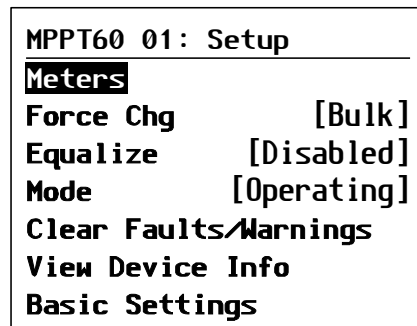 MPPT60 01: Setup
Meters
Force Chg [Bulk]
Equalize [Disabled]
Mode [Operating]
Clear Faults/Warnings
View Device Info
Basic Settings